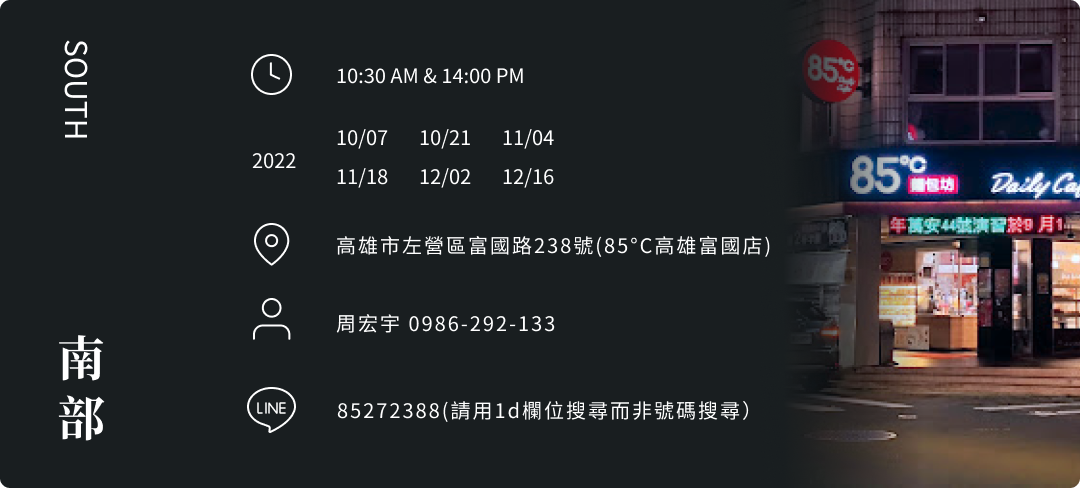 SOUTH
南部
10:30 AM & 14:00 PM
2022
10/07 10/21 11/04
11/18 12/02 12/16
高雄市左營區富國路238號(85°C高雄富國店)
周宏宇 0986-292-133
LINE
85272388(請用1d欄位搜尋而非號碼搜尋)
85°C
85°C
麵包坊
Daily Caf
年萬安44號演習於9月1